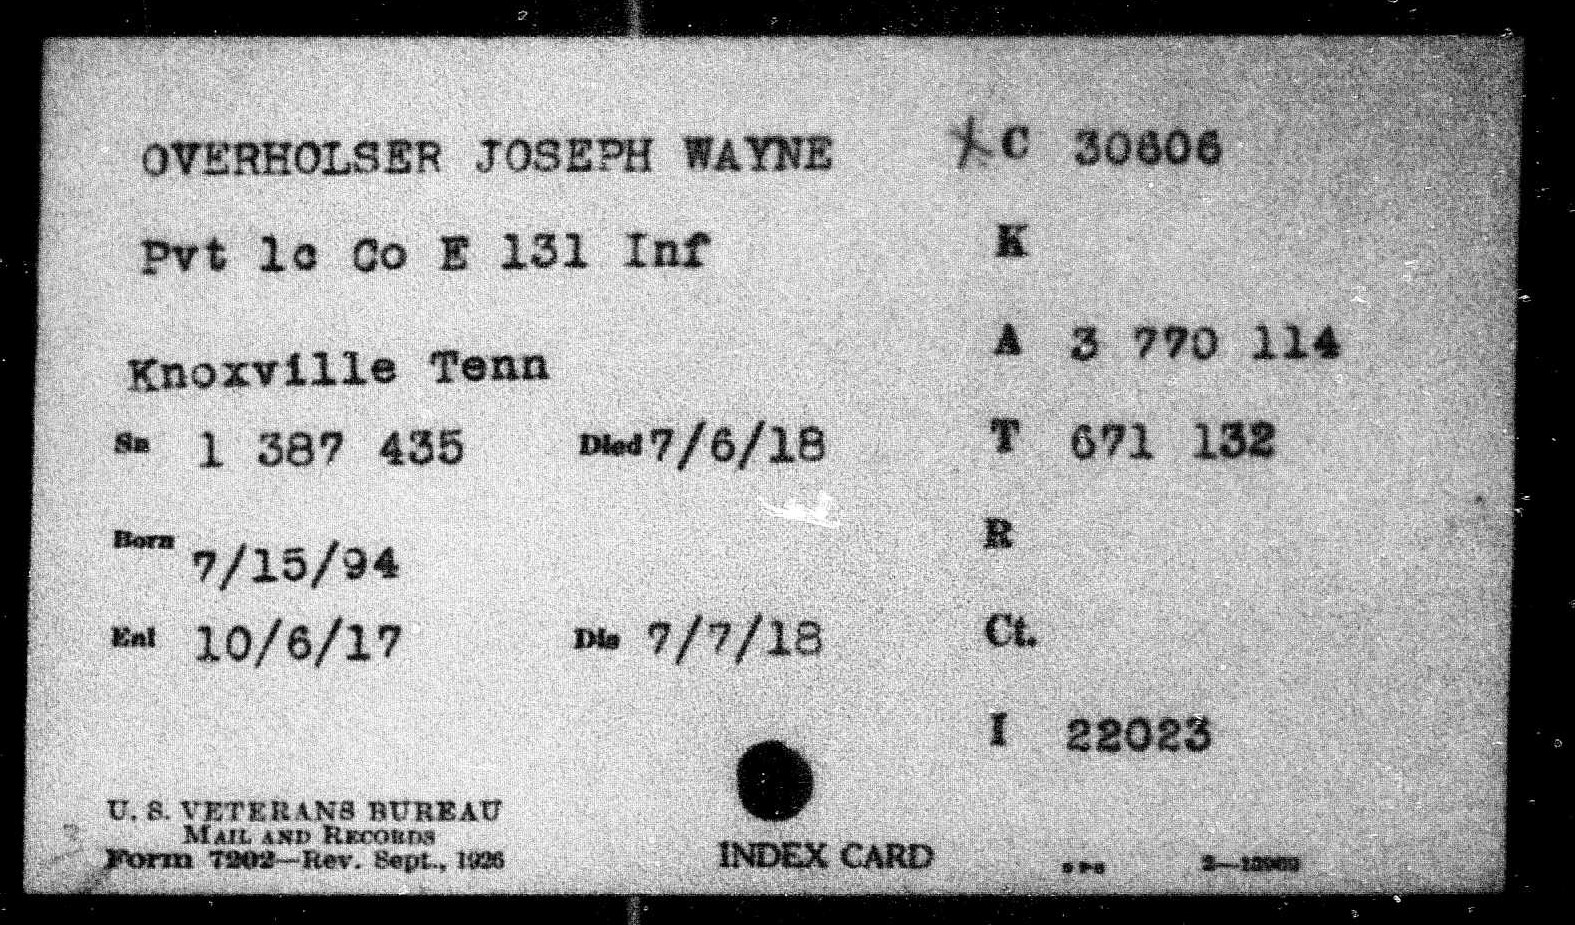 OVERHOLSER JOSEPH WAYNE
C 30606
Pvt 1c Co E 131 Inf
K
A 3 770 114
Knoxville Tenn
Sn 1 387 435 Died 7/6/18
T 671 132
R
Born 7/15/94
Enl 10/6/17 Dis 7/7/18
Ct.
I 22023
U. S. VETERANS BUREAU
MAIL AND RECORDS
Form 7202—Rev. Sept., 1926
INDEX CARD